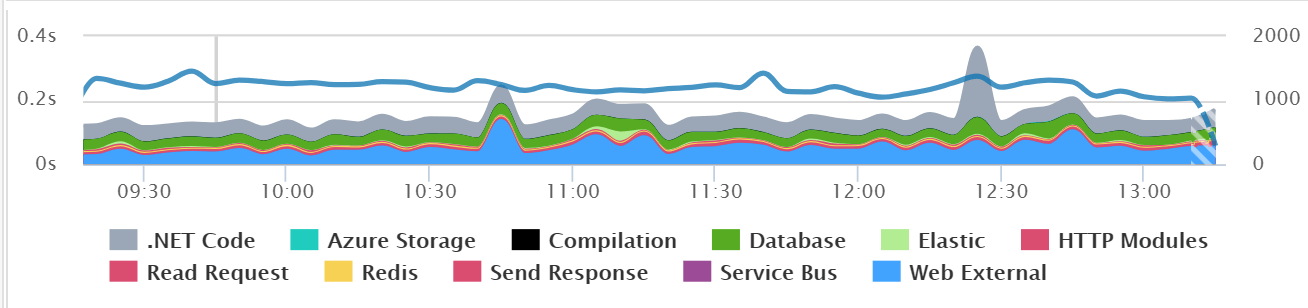 0.4s 2000
0.2s 1000
0s 0
09:30 10:00 10:30 11:00 11:30 12:00 12:30 13:00
.NET Code Azure Storage Compilation Database Elastic HTTP Modules
Read Request Redis Send Response Service Bus Web External